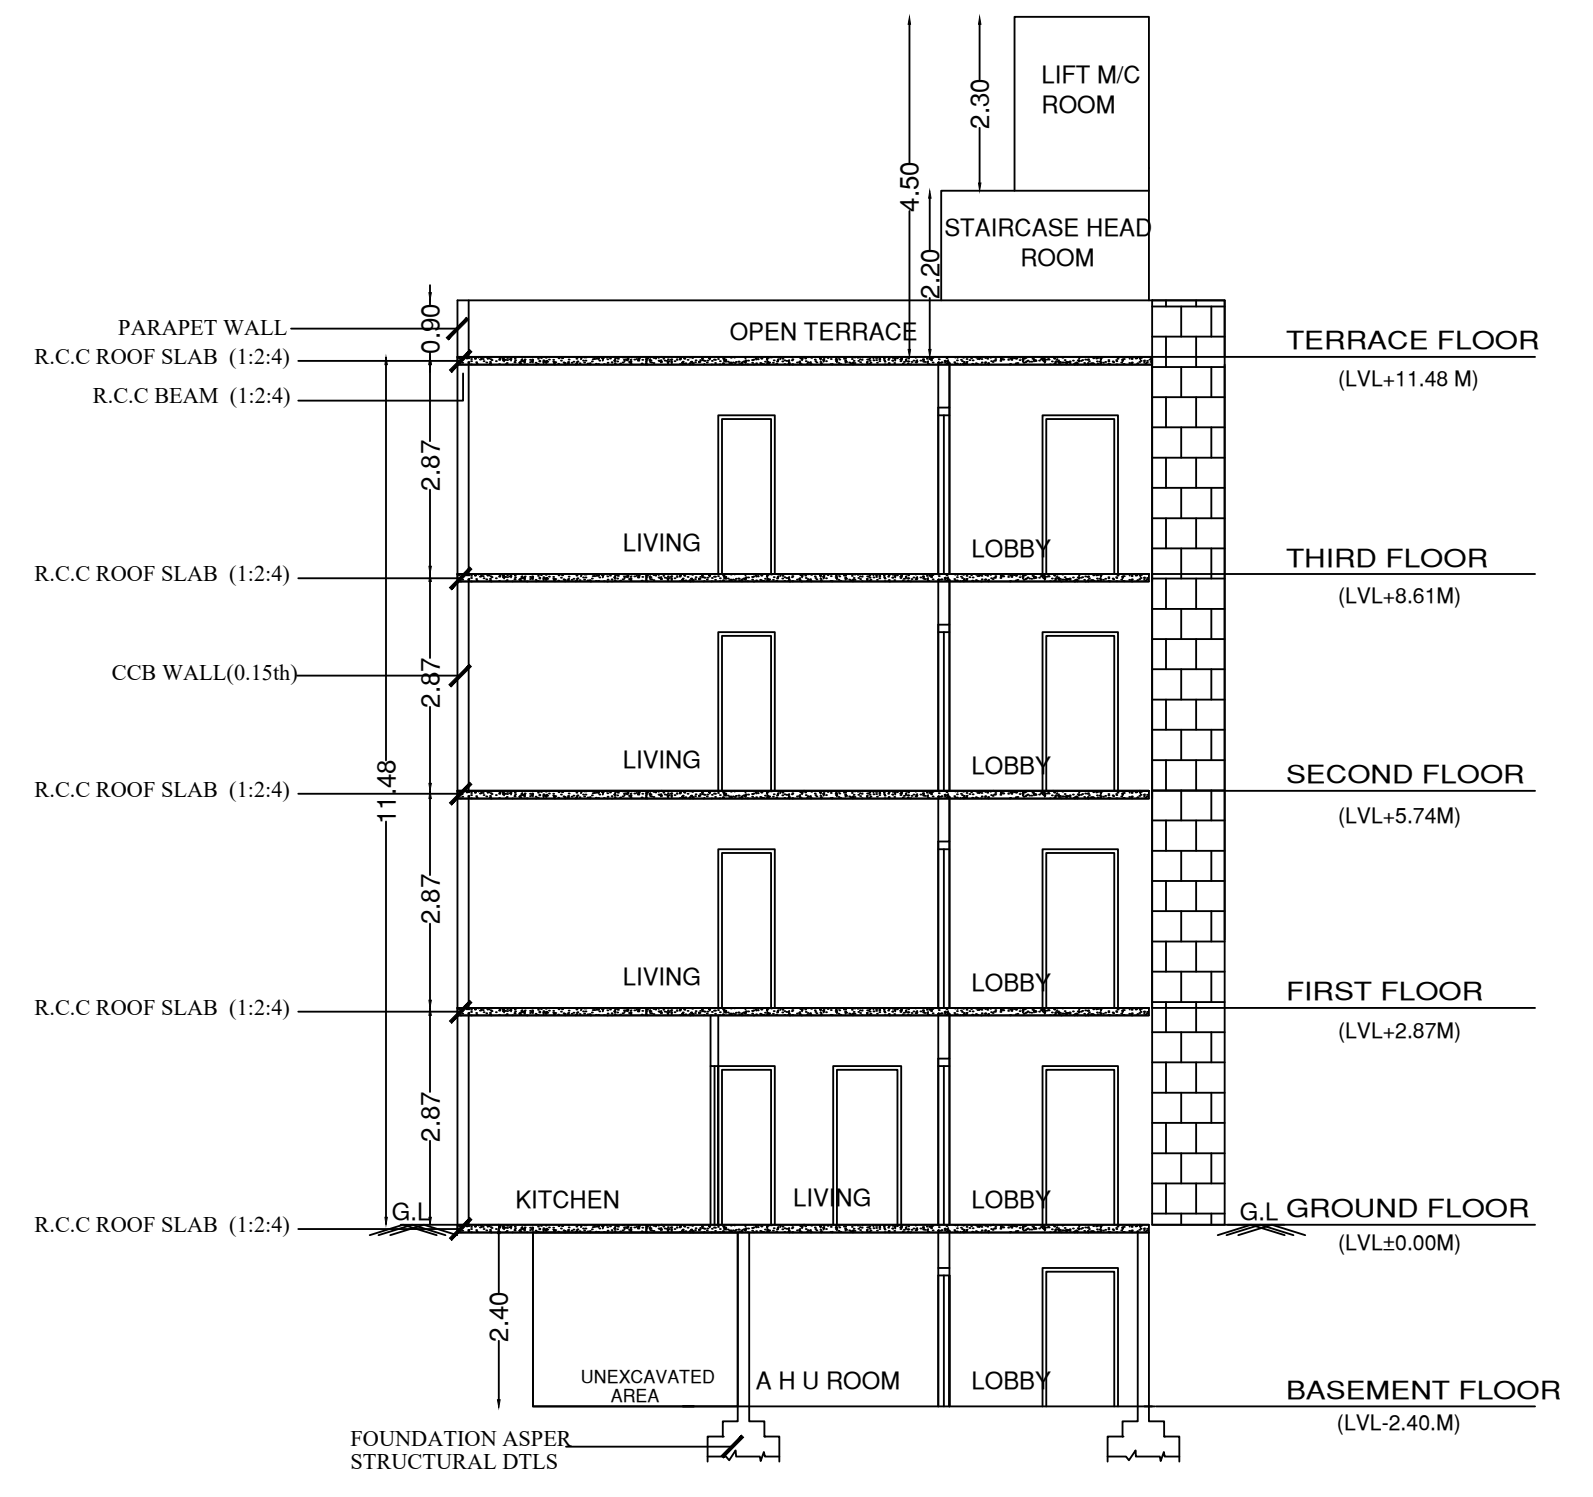 LIFT M/C
ROOM
2.30
4.50
STAIRCASE HEAD
ROOM
2.20
0.90
PARAPET WALL
OPEN TERRACE
TERRACE FLOOR
R.C.C ROOF SLAB (1:2:4)
(LVL+11.48 M)
R.C.C BEAM (1:2:4)
2.87
LIVING
LOBBY
THIRD FLOOR
R.C.C ROOF SLAB (1:2:4)
(LVL+8.61M)
CCB WALL(0.15th)
2.87
LIVING
LOBBY
SECOND FLOOR
11.48
R.C.C ROOF SLAB (1:2:4)
(LVL+5.74M)
2.87
LIVING
LOBBY
FIRST FLOOR
R.C.C ROOF SLAB (1:2:4)
(LVL+2.87M)
2.87
KITCHEN
LIVING
LOBBY
G.L
G.L
GROUND FLOOR
R.C.C ROOF SLAB (1:2:4)
(LVL±0.00M)
2.40
UNEXCAVATED
AREA
A H U ROOM
LOBBY
BASEMENT FLOOR
(LVL-2.40.M)
FOUNDATION ASPER
STRUCTURAL DTLS